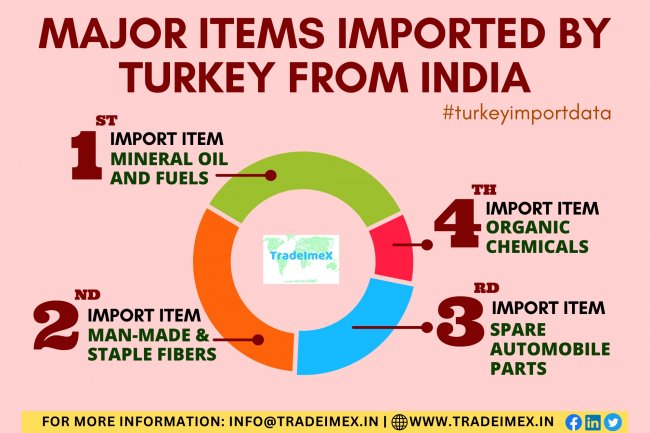 MAJOR ITEMS IMPORTED BY
TURKEY FROM INDIA
#turkeyimportdata
1ST
IMPORT ITEM
MINERAL OIL
AND FUELS
4TH
IMPORT ITEM
ORGANIC
CHEMICALS
TradeImeX
2ND
IMPORT ITEM
MAN-MADE &
STAPLE FIBERS
3RD
IMPORT ITEM
SPARE
AUTOMOBILE
PARTS
FOR MORE INFORMATION: INFO@TRADEIMEX.IN | WWW.TRADEIMEX.IN